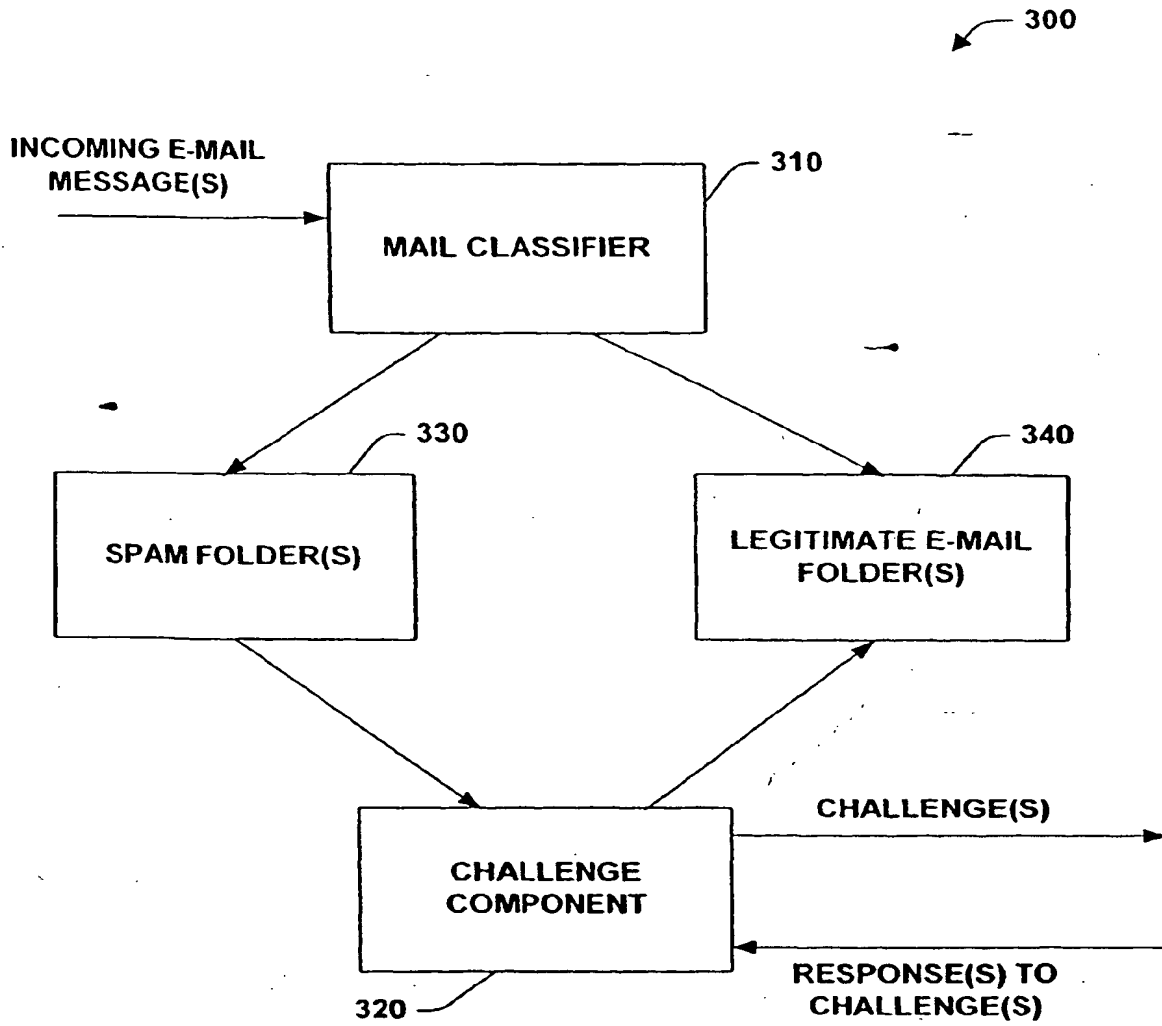 300
INCOMING E-MAIL
MESSAGE(S)
310
MAIL CLASSIFIER
330
340
SPAM FOLDER(S)
LEGITIMATE E-MAIL
FOLDER(S)
CHALLENGE(S)
CHALLENGE
COMPONENT
RESPONSE(S) TO
CHALLENGE(S)
320